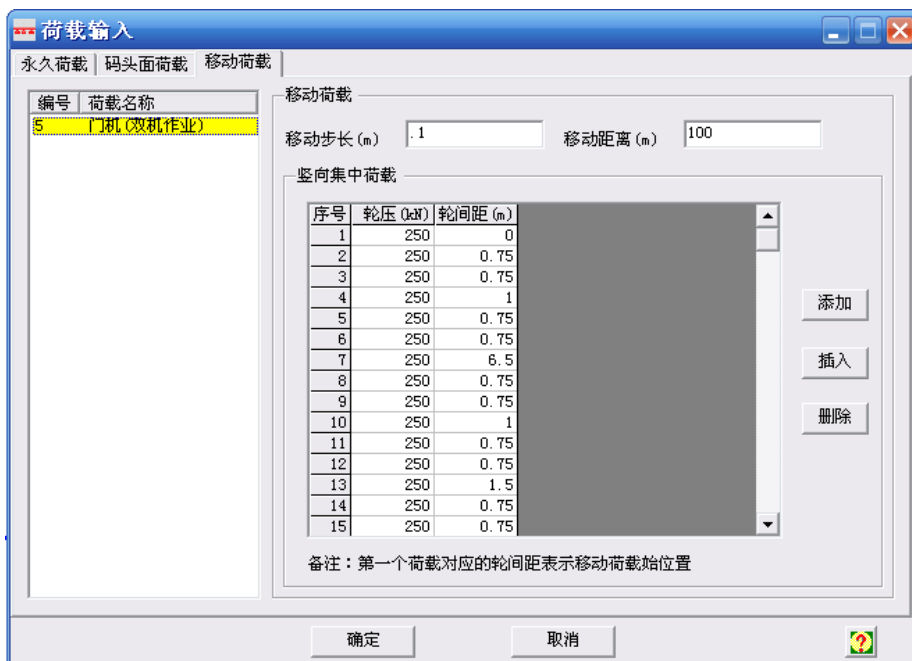 荷载输入
永久荷载 码头面荷载 移动荷载
编号 荷载名称
5 门机(双机作业)
移动荷载
移动步长(m) .1 移动距离(m) 100
竖向集中荷载
序号 轮压(kN) 轮间距(m)
1 250 0
2 250 0.75
3 250 0.75
4 250 1
5 250 0.75
6 250 0.75
7 250 6.5
8 250 0.75
9 250 0.75
10 250 1
11 250 0.75
12 250 0.75
13 250 1.5
14 250 0.75
15 250 0.75
添加
插入
删除
备注：第一个荷载对应的轮间距表示移动荷载始位置
确定 取消